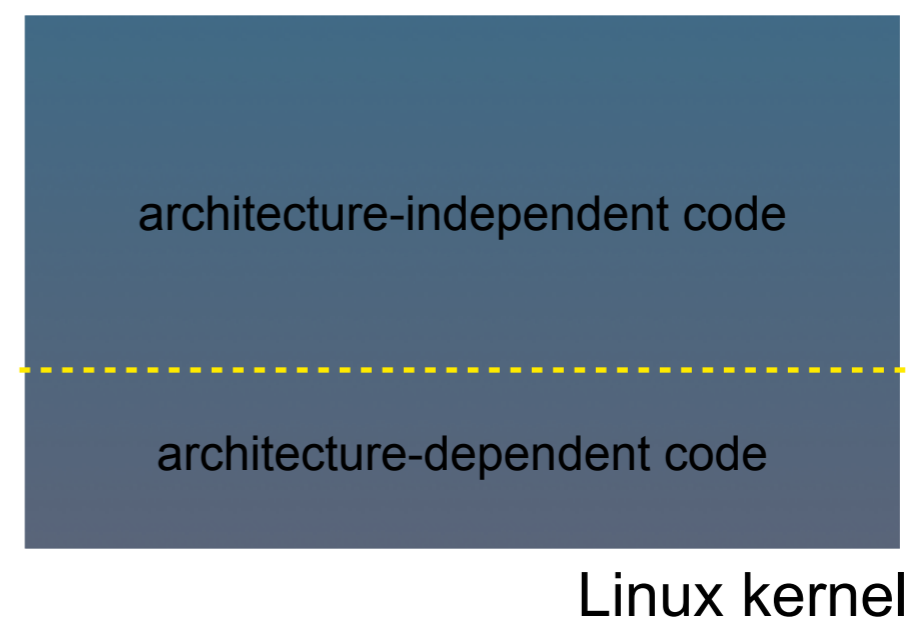 architecture-independent code
architecture-dependent code
Linux kernel